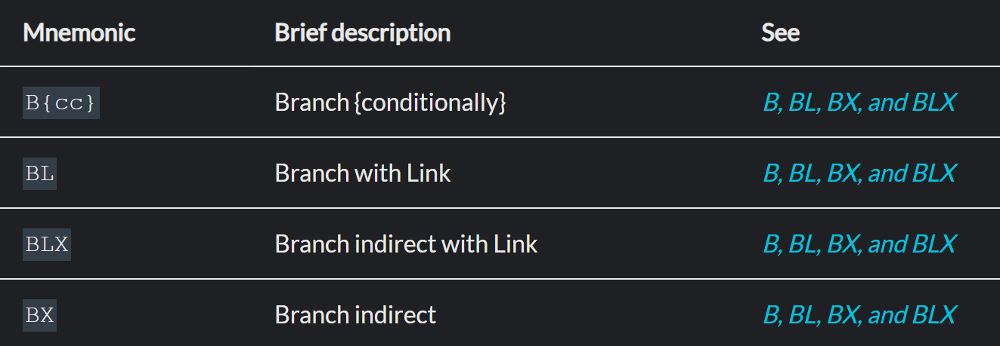 Mnemonic Brief description See
B{cc} Branch {conditionally} B, BL, BX, and BLX
BL Branch with Link B, BL, BX, and BLX
BLX Branch indirect with Link B, BL, BX, and BLX
BX Branch indirect B, BL, BX, and BLX